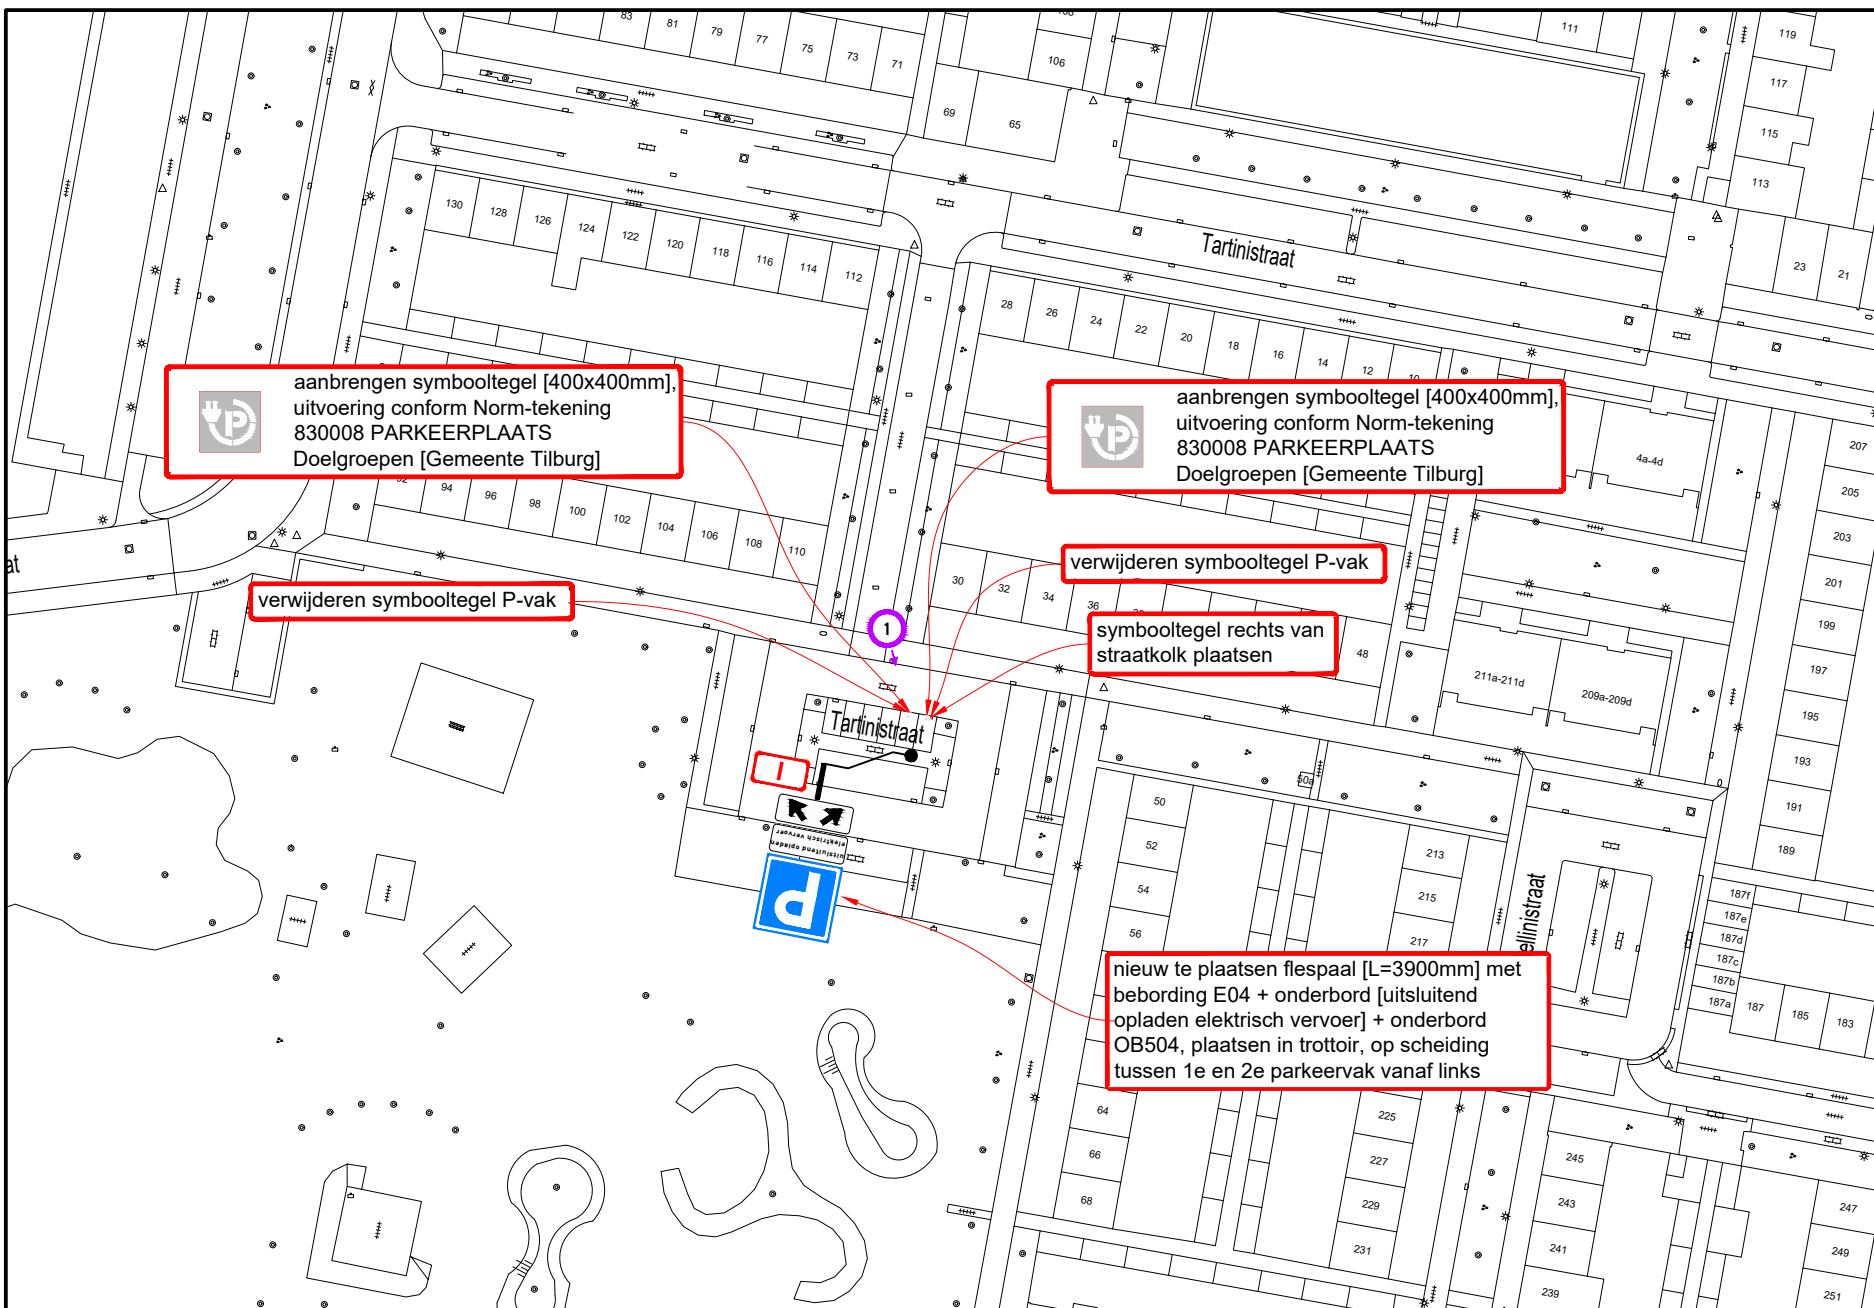 83
81
79
77
75
73
71
106
69
65
111
119
117
115
113
130
128
126
124
122
120
118
116
114
112
Tartinistraat
23
21
28
26
24
22
20
18
16
14
12
aanbrengen symbooltegel [400x400mm],
uitvoering conform Norm-tekening
830008 PARKEERPLAATS
Doelgroepen [Gemeente Tilburg]
P
aanbrengen symbooltegel [400x400mm],
uitvoering conform Norm-tekening
830008 PARKEERPLAATS
Doelgroepen [Gemeente Tilburg]
P
4a-4d
207
205
203
201
199
197
195
193
191
189
94
96
98
100
102
104
106
108
110
at
verwijderen symbooltegel P-vak
verwijderen symbooltegel P-vak
1
30
32
34
36
48
symbooltegel rechts van
straatkolk plaatsen
211a-211d
209a-209d
Tartinistraat
I
uitsluitend opladen
elektrisch vervoer
P
50a
50
52
54
56
213
215
217
ellinistraat
187f
187e
187d
187c
187b
187a
187
185
183
nieuw te plaatsen flespaal [L=3900mm] met
bebording E04 + onderbord [uitsluitend
opladen elektrisch vervoer] + onderbord
OB504, plaatsen in trottoir, op scheiding
tussen 1e en 2e parkeervak vanaf links
64
66
68
225
227
229
231
245
243
241
239
247
249
251